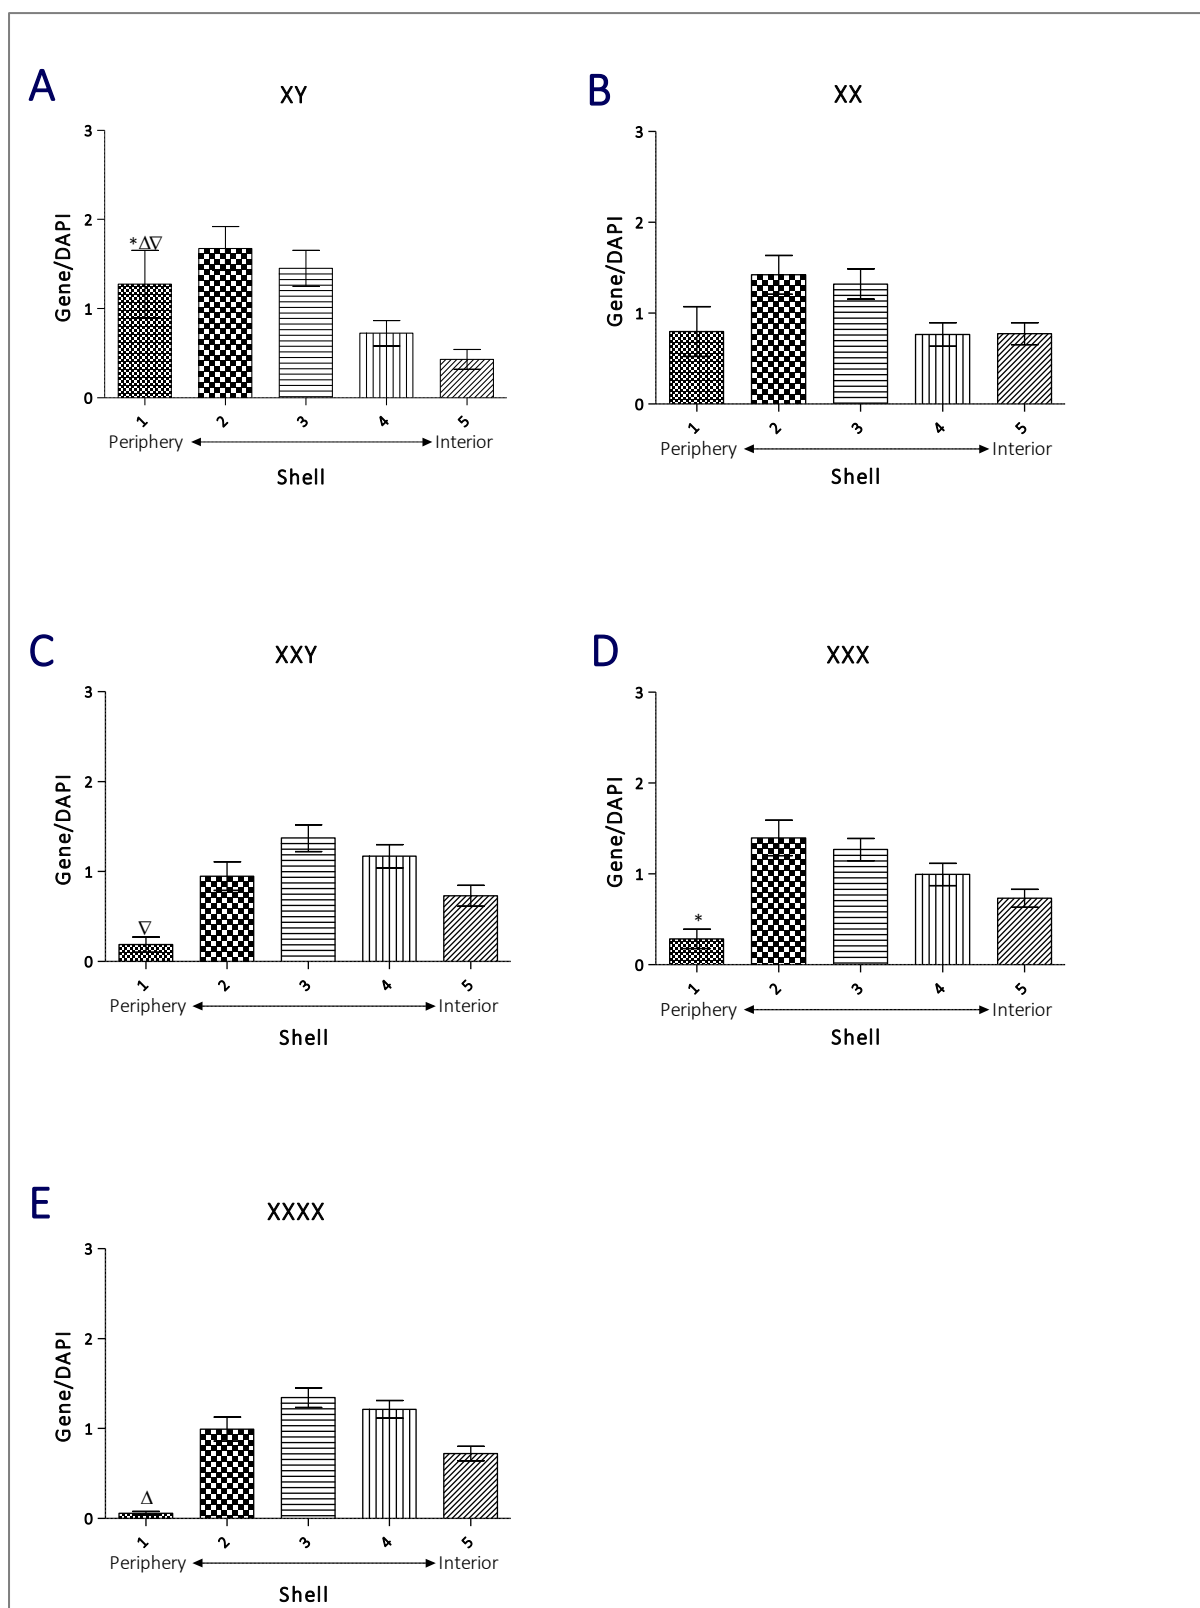 A
XY
3
2
1
0
Gene/DAPI
*Δ∇
1 2 3 4 5
Periphery Interior
Shell
B
XX
3
2
1
0
Gene/DAPI
1 2 3 4 5
Periphery Interior
Shell
C
XXY
3
2
1
0
Gene/DAPI
∇
1 2 3 4 5
Periphery Interior
Shell
D
XXX
3
2
1
0
Gene/DAPI
*
1 2 3 4 5
Periphery Interior
Shell
E
XXXX
3
2
1
0
Gene/DAPI
Δ
1 2 3 4 5
Periphery Interior
Shell